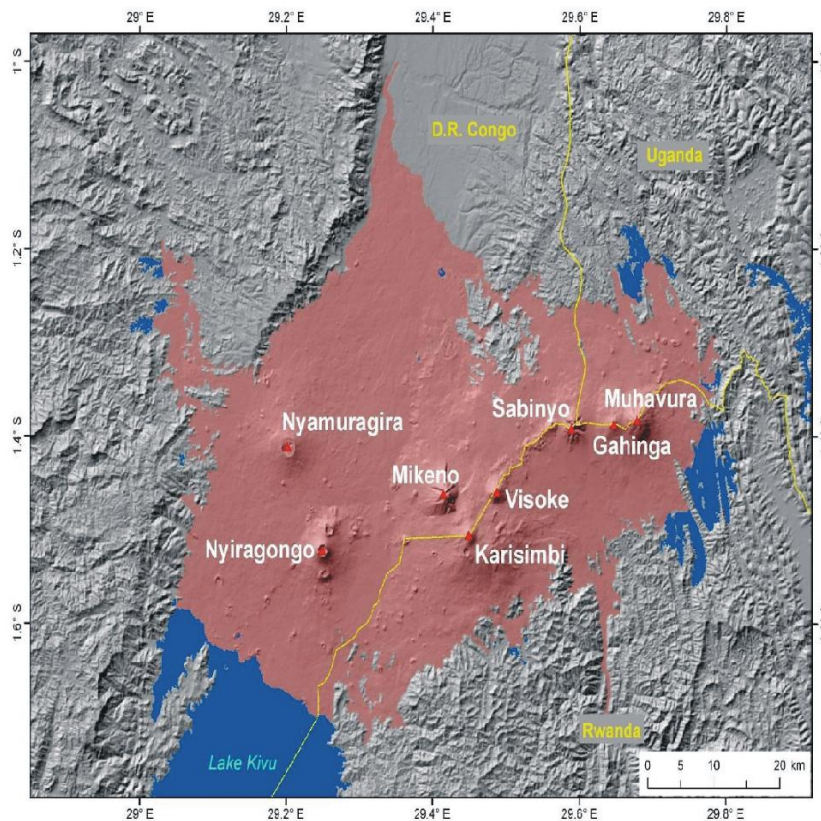 29°E 29.2°E 29.4°E 29.6°E 29.8°E
1°S
D.R. Congo
Uganda
1.2°S
Sabinyo Muhavura
Nyamuragira
1.4°S
Gahinga
Mikeno
Visoke
Nyiragongo
Karisimbi
1.6°S
Rwanda
Lake Kivu
0 5 10 20 km
29°E 29.2°E 29.4°E 29.6°E 29.8°E